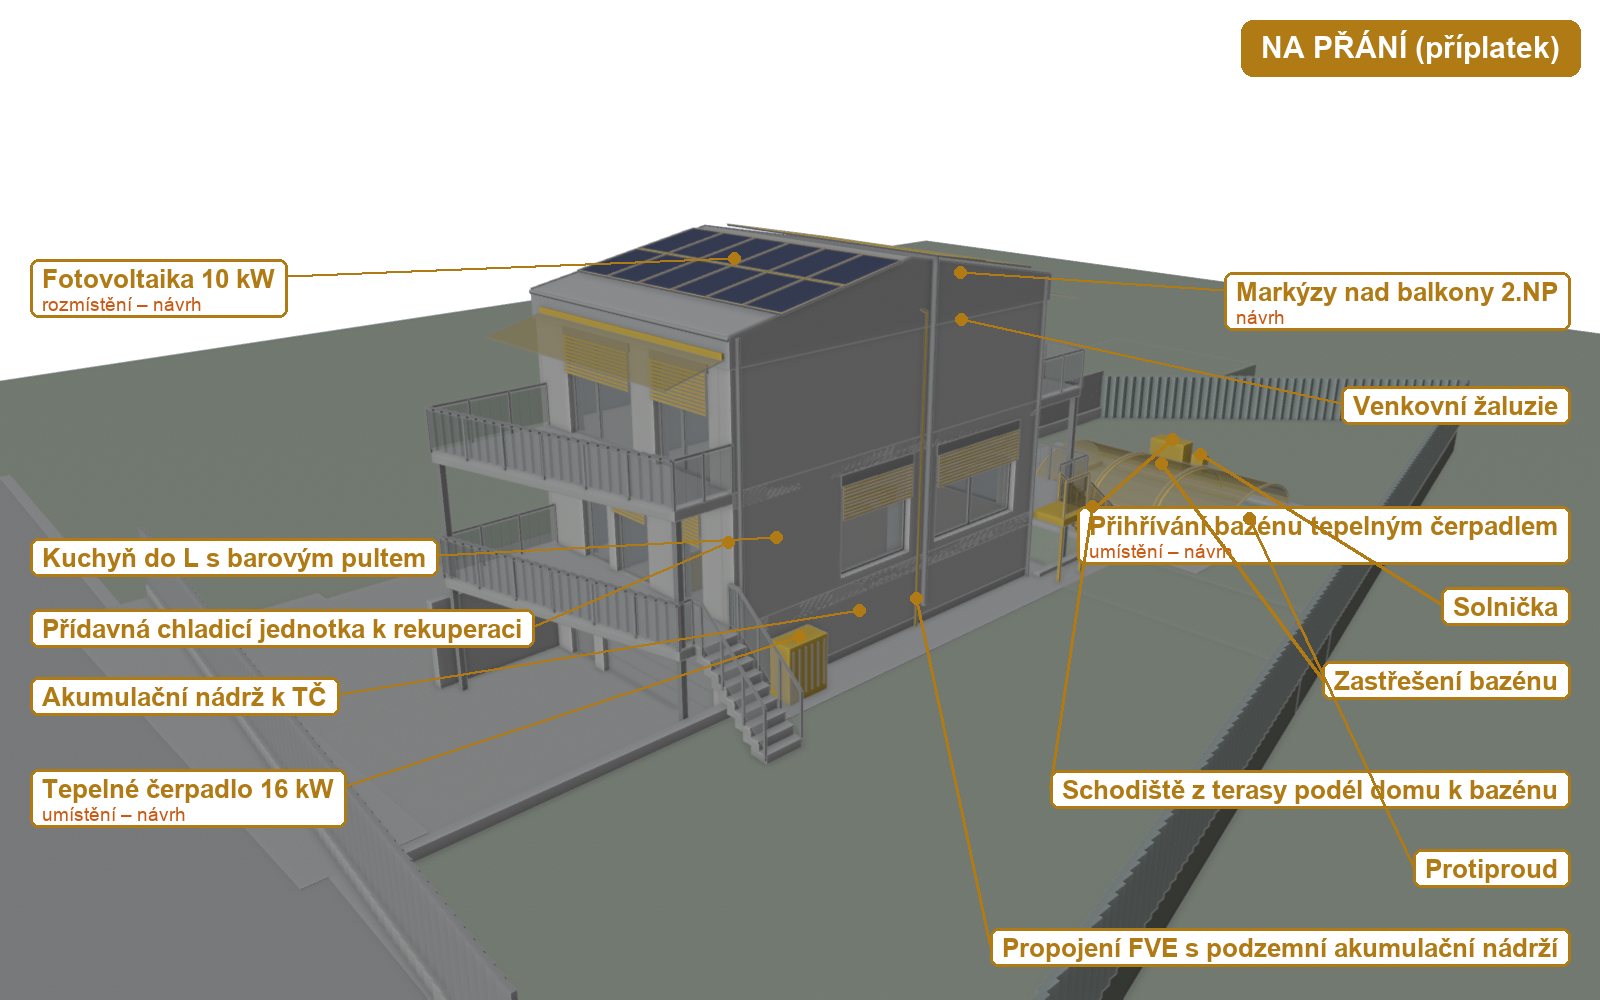 NA PŘÁNÍ (příplatek)
Fotovoltaika 10 kW
rozmístění – návrh
Markýzy nad balkony 2.NP
návrh
Venkovní žaluzie
Přihřívání bazénu tepelným čerpadlem
umístění – návrh
Kuchyň do L s barovým pultem
Solnička
Přídavná chladicí jednotka k rekuperaci
Zastřešení bazénu
Akumulační nádrž k TČ
Tepelné čerpadlo 16 kW
umístění – návrh
Schodiště z terasy podél domu k bazénu
Protiproud
Propojení FVE s podzemní akumulační nádrží